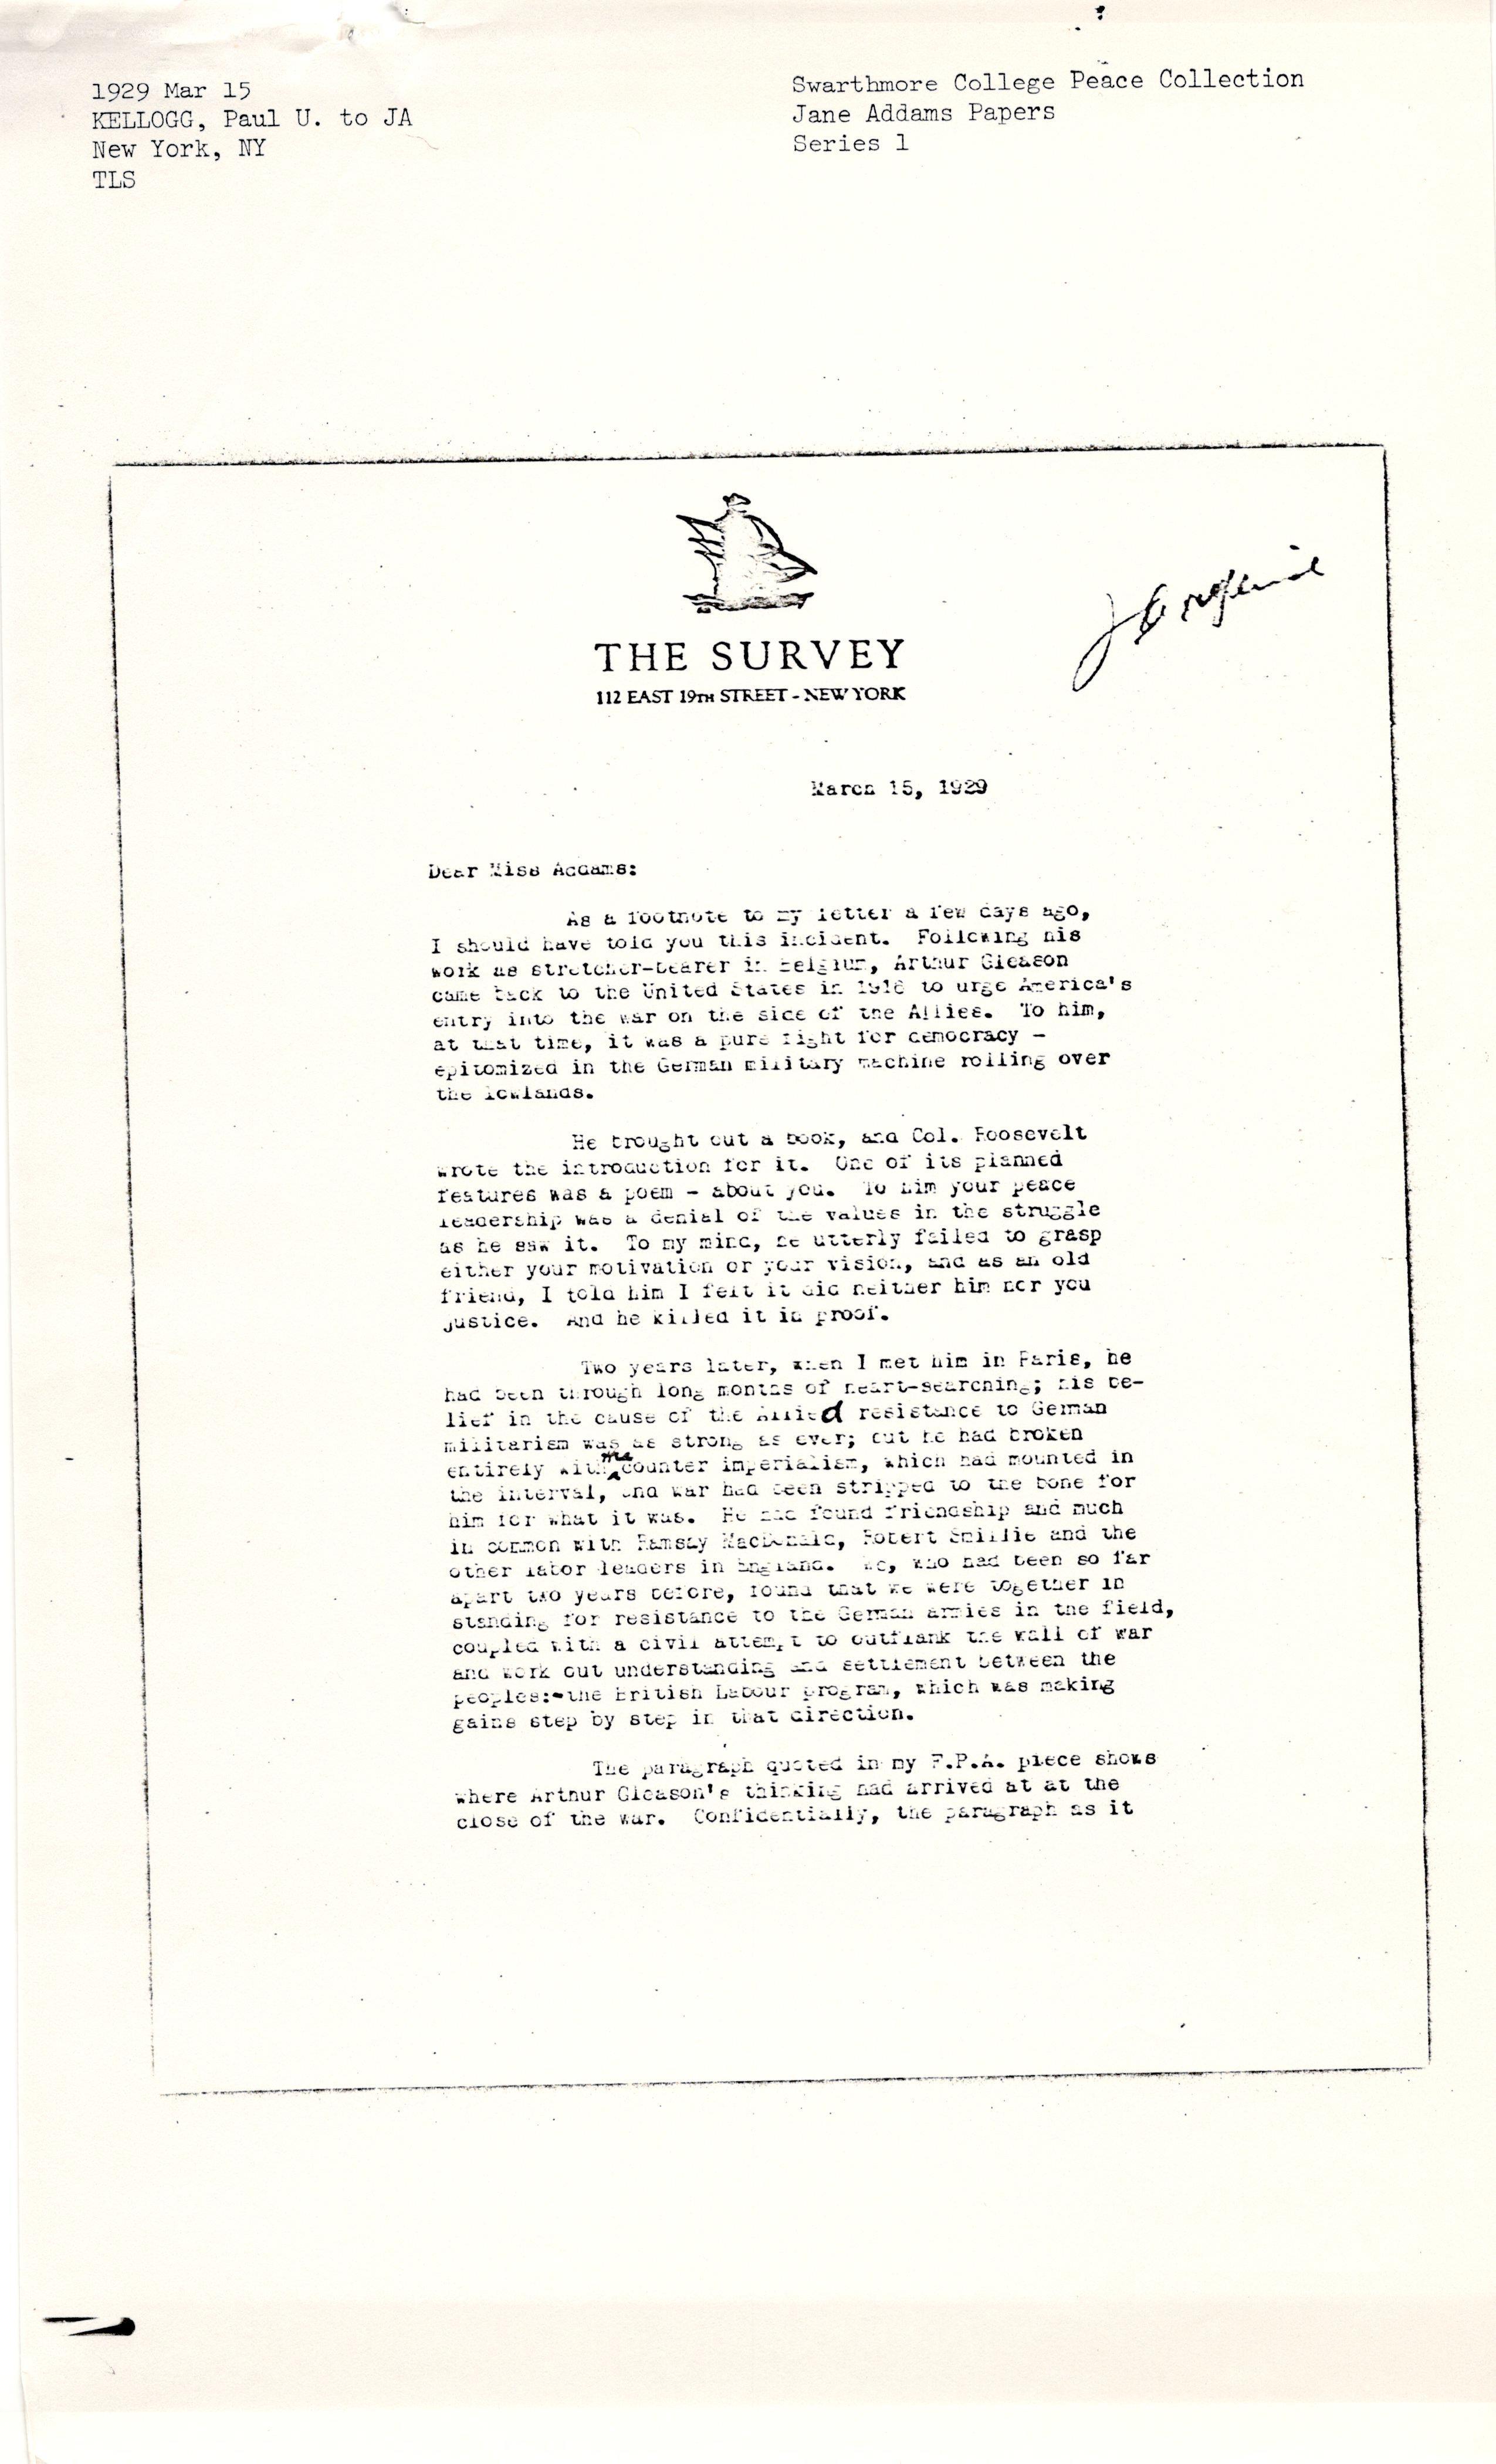 1929 Mar 15
KELLOGG, Paul U. to JA
New York, NY
TLS
Swarthmore College Peace Collection
Jane Addams Papers
Series 1
THE SURVEY
112 EAST 19TH STREET - NEW YORK
March 15, 1929
Dear Miss Addams:
As a footnote to my letter a few days ago,
I should have told you this incident. Following his
work as stretcher-bearer in Belgium, Arthur Gleason
came back to the United States in 1916 to urge America's
entry into the war on the side of the Allies. To him,
at that time, it was a pure fight for democracy -
epitomized in the German military machine rolling over
the lowlands.
He brought out a book, and Col. Roosevelt
wrote the introduction for it. One of its planned
features was a poem - about you. To him your peace
leadership was a denial of the values in the struggle
as he saw it. To my mind, he utterly failed to grasp
either your motivation or your vision, and as an old
friend, I told him I felt it did neither him nor you
justice. And he killed it in proof.
Two years later, when I met him in Paris, he
had been through long months of heart-searching; his be-
lief in the cause of the Allied resistance to German
militarism was as strong as ever; but he had broken
entirely with the counter imperialism, which had mounted in
the interval, and war had been stripped to the bone for
him for what it was. He had found friendship and much
in common with Ramsay MacDonald, Robert Smillie and the
other labor leaders in England. We, who had been so far
apart two years before, found that we were together in
standing for resistance to the German armies in the field,
coupled with a civil attempt to outflank the wall of war
and work out understanding and settlement between the
peoples:-the British Labour program, which was making
gains step by step in that direction.
The paragraph quoted in my F.P.A. piece shows
where Arthur Gleason's thinking had arrived at at the
close of the war. Confidentially, the paragraph as it